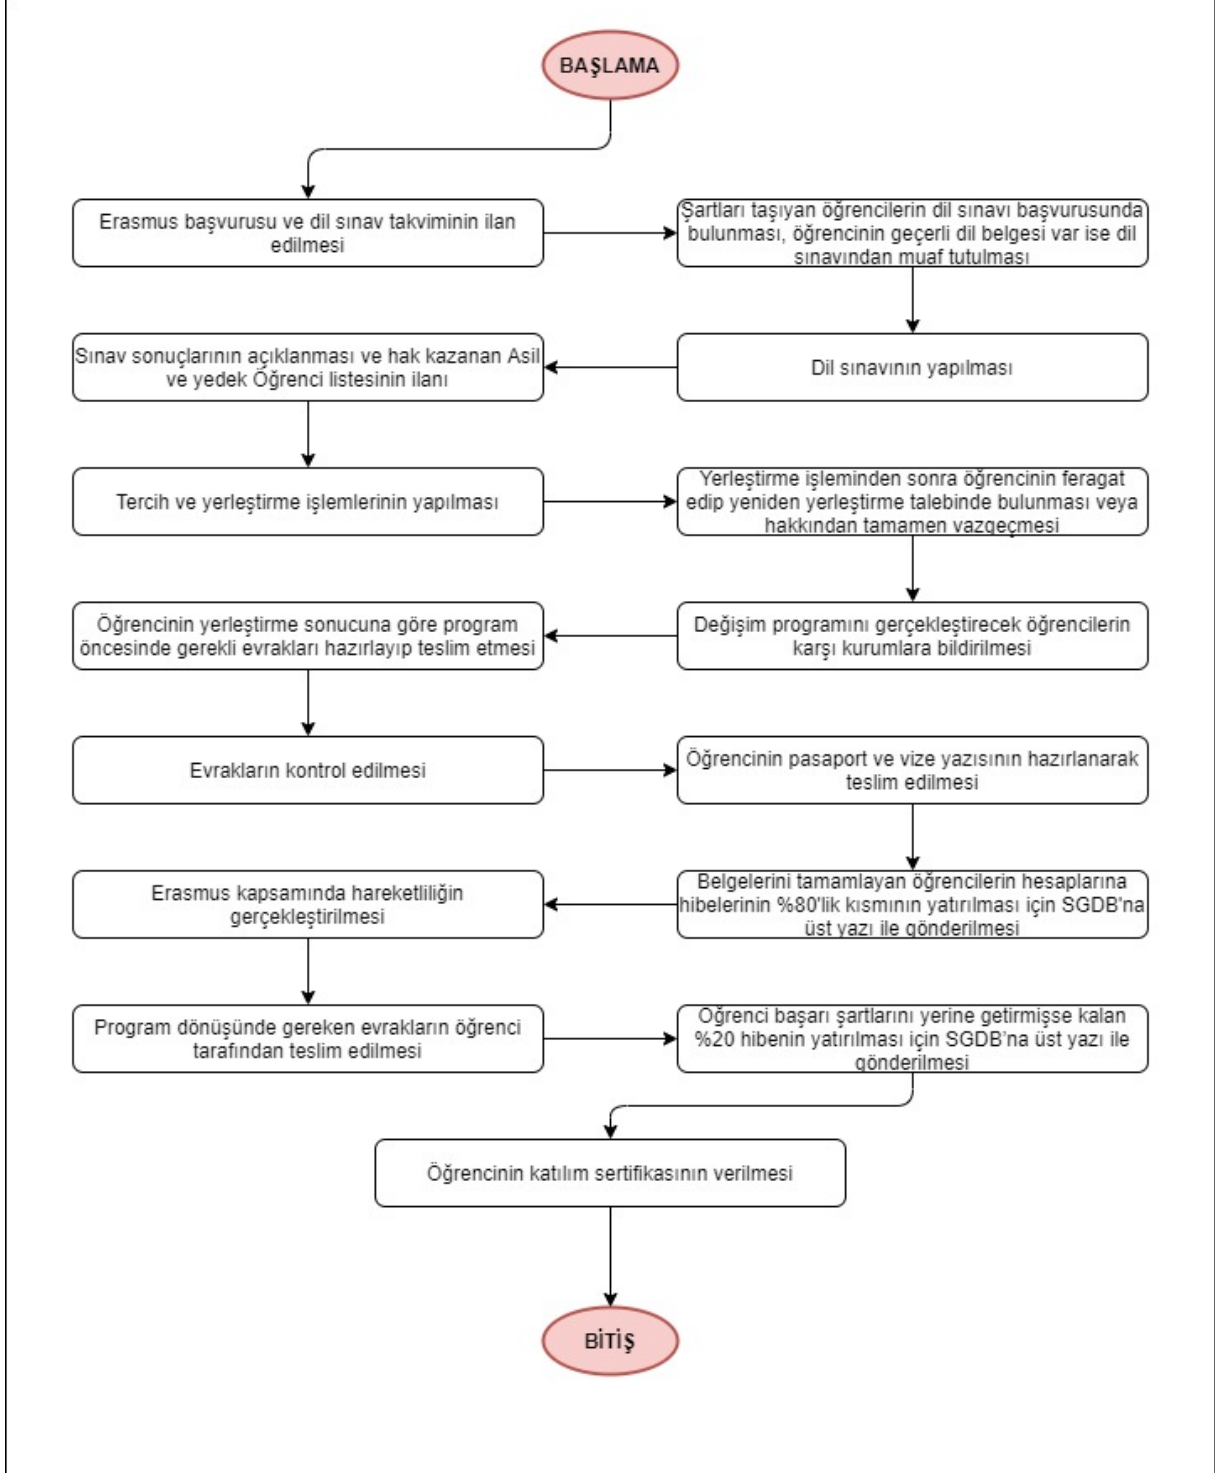 BAŞLAMA
Erasmus başvurusu ve dil sınav takviminin ilan
edilmesi
Şartları taşıyan öğrencilerin dil sınavı başvurusunda
bulunması, öğrencinin geçerli dil belgesi var ise dil
sınavından muaf tutulması
Dil sınavının yapılması
Sınav sonuçlarının açıklanması ve hak kazanan Asil
ve yedek Öğrenci listesinin ilanı
Tercih ve yerleştirme işlemlerinin yapılması
Yerleştirme işleminden sonra öğrencinin feragat
edip yeniden yerleştirme talebinde bulunması veya
hakkından tamamen vazgeçmesi
Değişim programını gerçekleştirecek öğrencilerin
karşı kurumlara bildirilmesi
Öğrencinin yerleştirme sonucuna göre program
öncesinde gerekli evrakları hazırlayıp teslim etmesi
Evrakların kontrol edilmesi
Öğrencinin pasaport ve vize yazısının hazırlanarak
teslim edilmesi
Belgelerini tamamlayan öğrencilerin hesaplarına
hibelerinin %80'lik kısmının yatırılması için SGDB'na
üst yazı ile gönderilmesi
Erasmus kapsamında hareketliliğin
gerçekleştirilmesi
Program dönüşünde gereken evrakların öğrenci
tarafından teslim edilmesi
Öğrenci başarı şartlarını yerine getirmişse kalan
%20 hibenin yatırılması için SGDB'na üst yazı ile
gönderilmesi
Öğrencinin katılım sertifikasının verilmesi
BİTİŞ